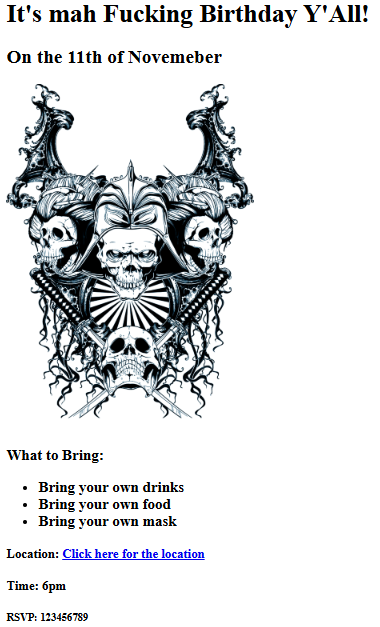 It's mah Fucking Birthday Y'All!
On the 11th of Novemeber
What to Bring:
• Bring your own drinks
• Bring your own food
• Bring your own mask
Location: Click here for the location
Time: 6pm
RSVP: 123456789